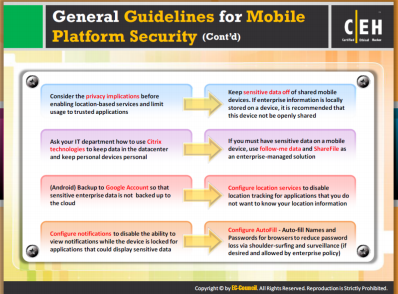 General Guidelines for Mobile
Platform Security (Cont'd)
C|EH
Certified Ethical Hacker
Consider the privacy implications before
enabling location-based services and limit
usage to trusted applications
Keep sensitive data off of shared mobile
devices. If enterprise information is locally
stored on a device, it is recommended that
this device not be openly shared
Ask your IT department how to use Citrix
technologies to keep data in the datacenter
and keep personal devices personal
If you must have sensitive data on a mobile
device, use follow-me data and ShareFile as
an enterprise-managed solution
(Android) Backup to Google Account so that
sensitive enterprise data is not backed up to
the cloud
Configure location services to disable
location tracking for applications that you do
not want to know your location information
Configure notifications to disable the ability to
view notifications while the device is locked for
applications that could display sensitive data
Configure AutoFill - Auto-fill Names and
Passwords for browsers to reduce password
loss via shoulder-surfing and surveillance (if
desired and allowed by enterprise policy)
Copyright © by EC-Council. All Rights Reserved. Reproduction is Strictly Prohibited.